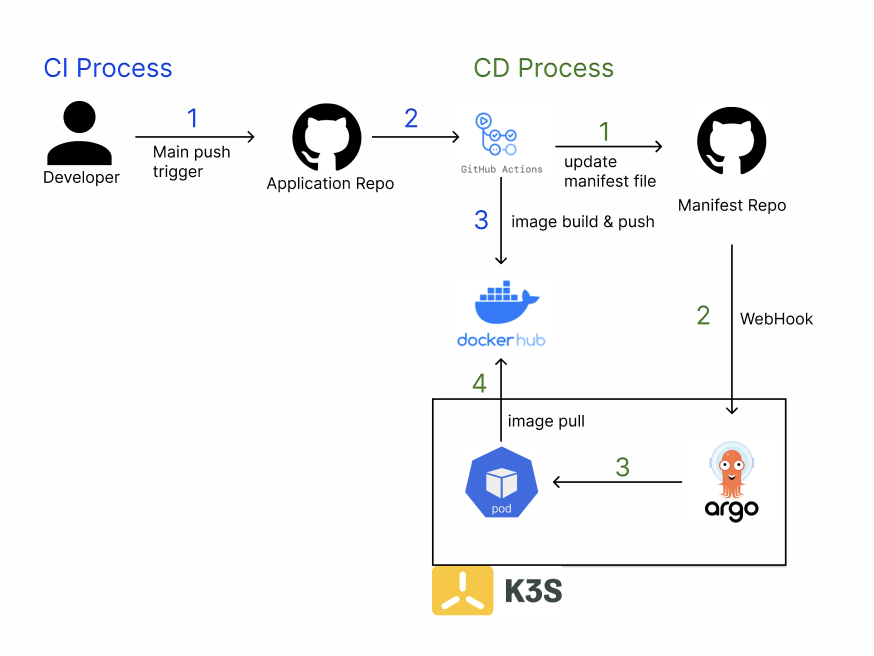 CI Process
CD Process
1
Main push
trigger
Developer
2
Application Repo
GitHub Actions
1
update
manifest file
Manifest Repo
3
image build & push
docker hub
2
WebHook
4
image pull
pod
3
argo
K3S